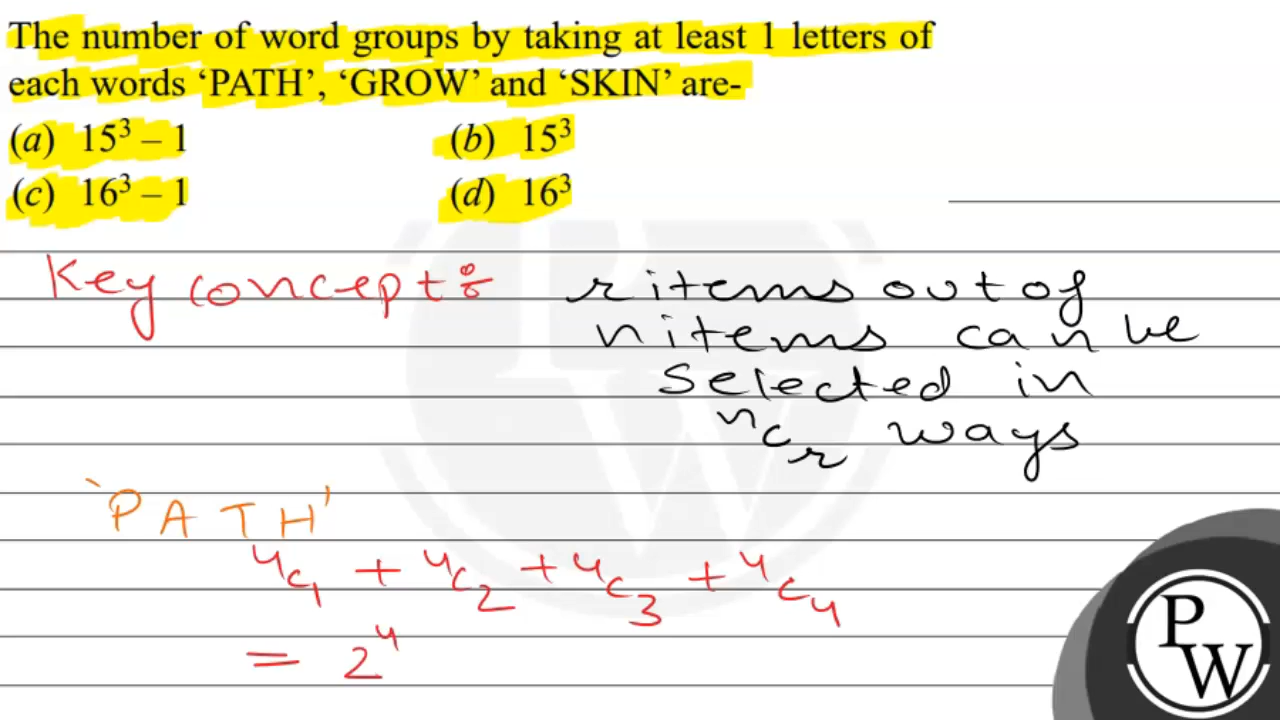 The number of word groups by taking at least 1 letters of
each words ‘PATH’, ‘GROW’ and ‘SKIN’ are-
(a) 15³ – 1 (b) 15³
(c) 16³ – 1 (d) 16³
Key concept :
r items out of
n items can be
selected in
ⁿCᵣ ways
‘PATH’
⁴C₁ + ⁴C₂ + ⁴C₃ + ⁴C₄
= 2⁴
PW